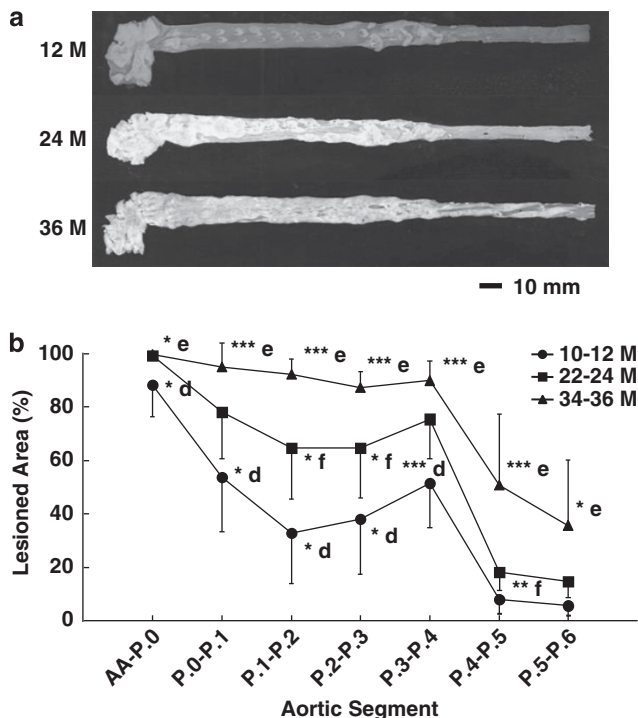 a
12 M
24 M
36 M
10 mm
b
100
80
60
40
20
0
Lesioned Area (%)
10-12 M
22-24 M
34-36 M
* e
*** e
*** e
*** e
*** e
*** e
* e
* d
* d
* d
* d
*** d
* f
* f
** f
AA-P.0
P.0-P.1
P.1-P.2
P.2-P.3
P.3-P.4
P.4-P.5
P.5-P.6
Aortic Segment